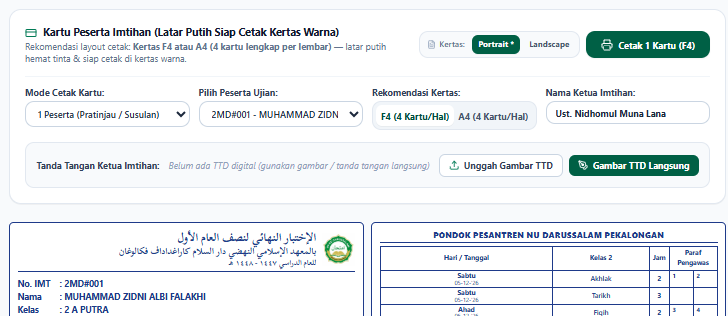 Kartu Peserta Imtihan (Latar Putih Siap Cetak Kertas Warna)
Rekomendasi layout cetak: Kertas F4 atau A4 (4 kartu lengkap per lembar) — latar putih
hemat tinta & siap cetak di kertas warna.
Kertas: Portrait * Landscape
Cetak 1 Kartu (F4)
Mode Cetak Kartu: Pilih Peserta Ujian: Rekomendasi Kertas: Nama Ketua Imtihan:
1 Peserta (Pratinjau / Susulan) 2MD#001 - MUHAMMAD ZIDN F4 (4 Kartu/Hal) A4 (4 Kartu/Hal) Ust. Nidhomul Muna Lana
Tanda Tangan Ketua Imtihan: Belum ada TTD digital (gunakan gambar / tanda tangan langsung) Unggah Gambar TTD Gambar TTD Langsung
الإختبار النهائي لنصف العام الأول
بالمعهد الإسلامي النهضي دار السلام كاراغداداف فكالوغان
للعام الدراسي ١٤٤٧ - ١٤٤٨ هـ
No. IMT : 2MD#001
Nama : MUHAMMAD ZIDNI ALBI FALAKHI
Kelas : 2 A PUTRA
PONDOK PESANTREN NU DARUSSALAM PEKALONGAN
Hari / Tanggal Kelas 2 Jam Paraf
Pengawas
Sabtu
05-12-26
Akhlak 2 1 2
Sabtu
05-12-26
Tarikh 3
Ahad
Fiqih 2 3 4